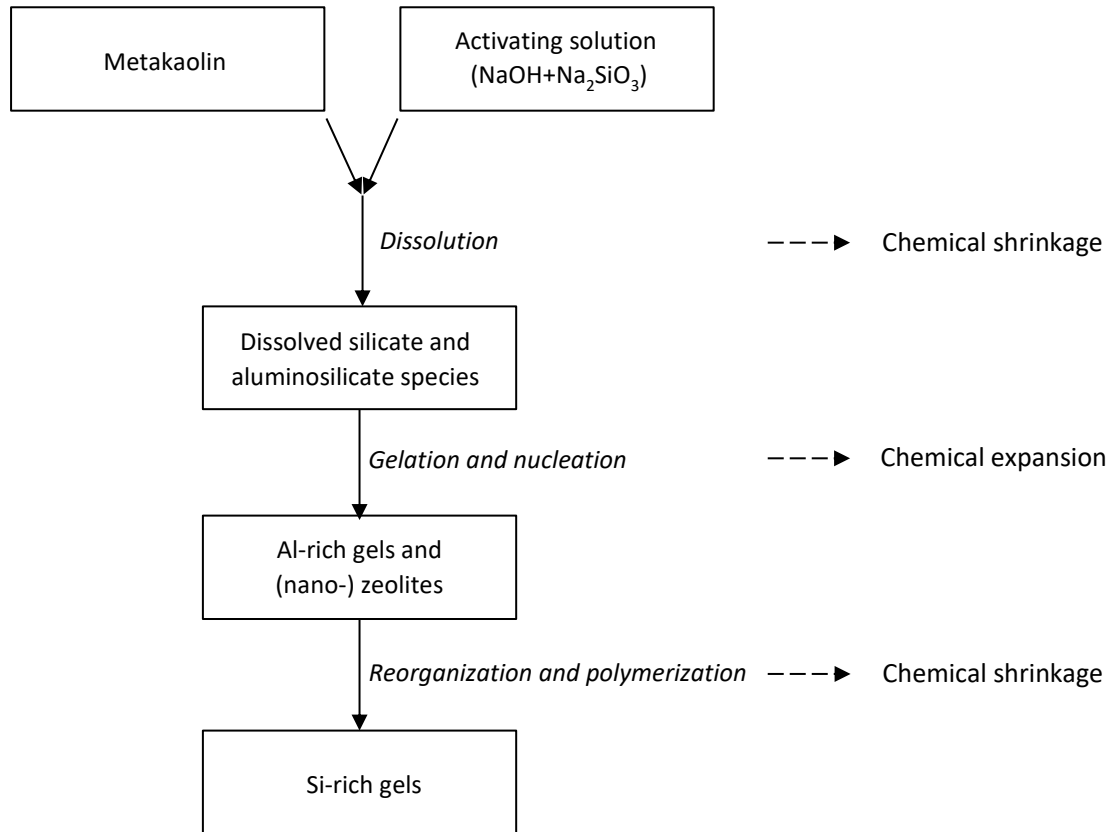 Metakaolin
Activating solution
(NaOH+Na₂SiO₃)
Dissolution
Chemical shrinkage
Dissolved silicate and
aluminosilicate species
Gelation and nucleation
Chemical expansion
Al-rich gels and
(nano-) zeolites
Reorganization and polymerization
Chemical shrinkage
Si-rich gels